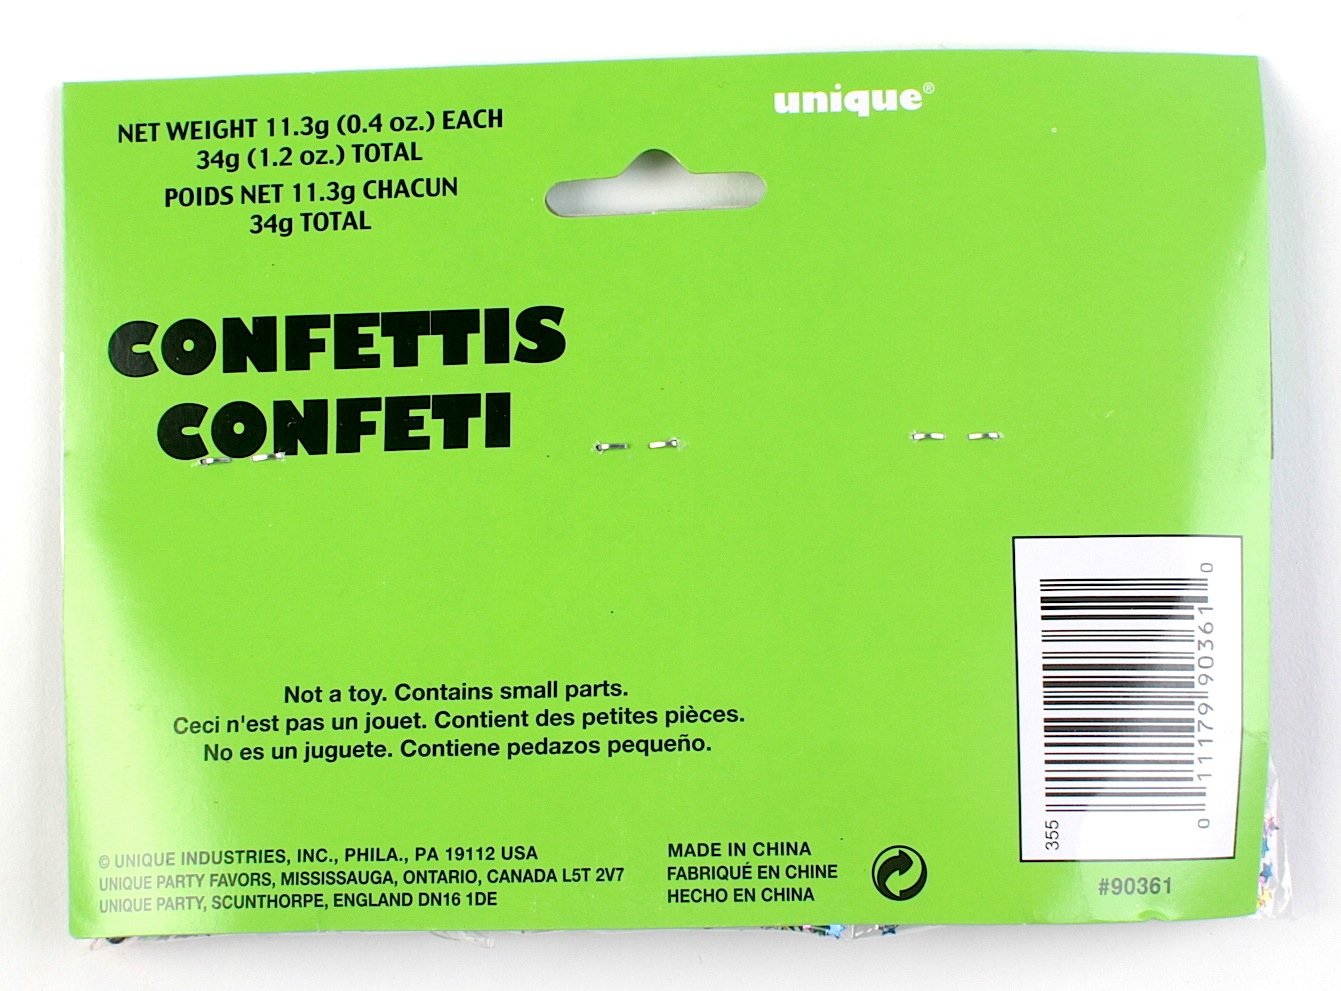 unique®
NET WEIGHT 11.3g (0.4 oz.) EACH
34g (1.2 oz.) TOTAL
POIDS NET 11.3g CHACUN
34g TOTAL
CONFETTIS
CONFETI
Not a toy. Contains small parts.
Ceci n'est pas un jouet. Contient des petites pièces.
No es un juguete. Contiene pedazos pequeño.
© UNIQUE INDUSTRIES, INC., PHILA., PA 19112 USA
UNIQUE PARTY FAVORS, MISSISSAUGA, ONTARIO, CANADA L5T 2V7
UNIQUE PARTY, SCUNTHORPE, ENGLAND DN16 1DE
MADE IN CHINA
FABRIQUÉ EN CHINE
HECHO EN CHINA
0 11179 90361 0
355
#90361